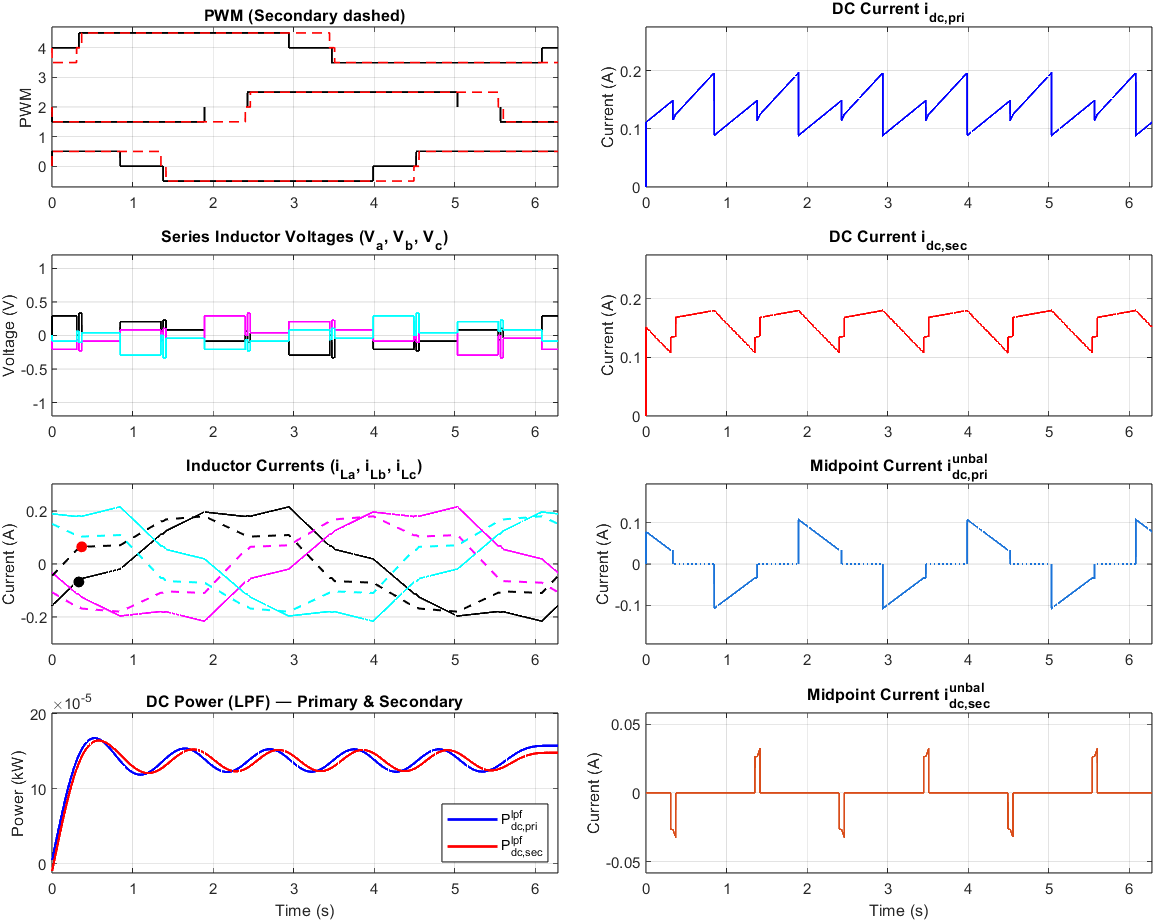 PWM (Secondary dashed)
PWM
4
3
2
1
0
0 1 2 3 4 5 6
DC Current i_dc,pri
Current (A)
0.2
0.1
0
0 1 2 3 4 5 6
Series Inductor Voltages (V_a, V_b, V_c)
Voltage (V)
1
0.5
0
-0.5
-1
0 1 2 3 4 5 6
DC Current i_dc,sec
Current (A)
0.2
0.1
0
0 1 2 3 4 5 6
Inductor Currents (i_La, i_Lb, i_Lc)
Current (A)
0.2
0
-0.2
0 1 2 3 4 5 6
Midpoint Current i^unbal_dc,pri
Current (A)
0.1
0
-0.1
0 1 2 3 4 5 6
DC Power (LPF) — Primary & Secondary
×10^-5
Power (kW)
20
10
0
P^lpf_dc,pri
P^lpf_dc,sec
0 1 2 3 4 5 6
Time (s)
Midpoint Current i^unbal_dc,sec
Current (A)
0.05
0
-0.05
0 1 2 3 4 5 6
Time (s)